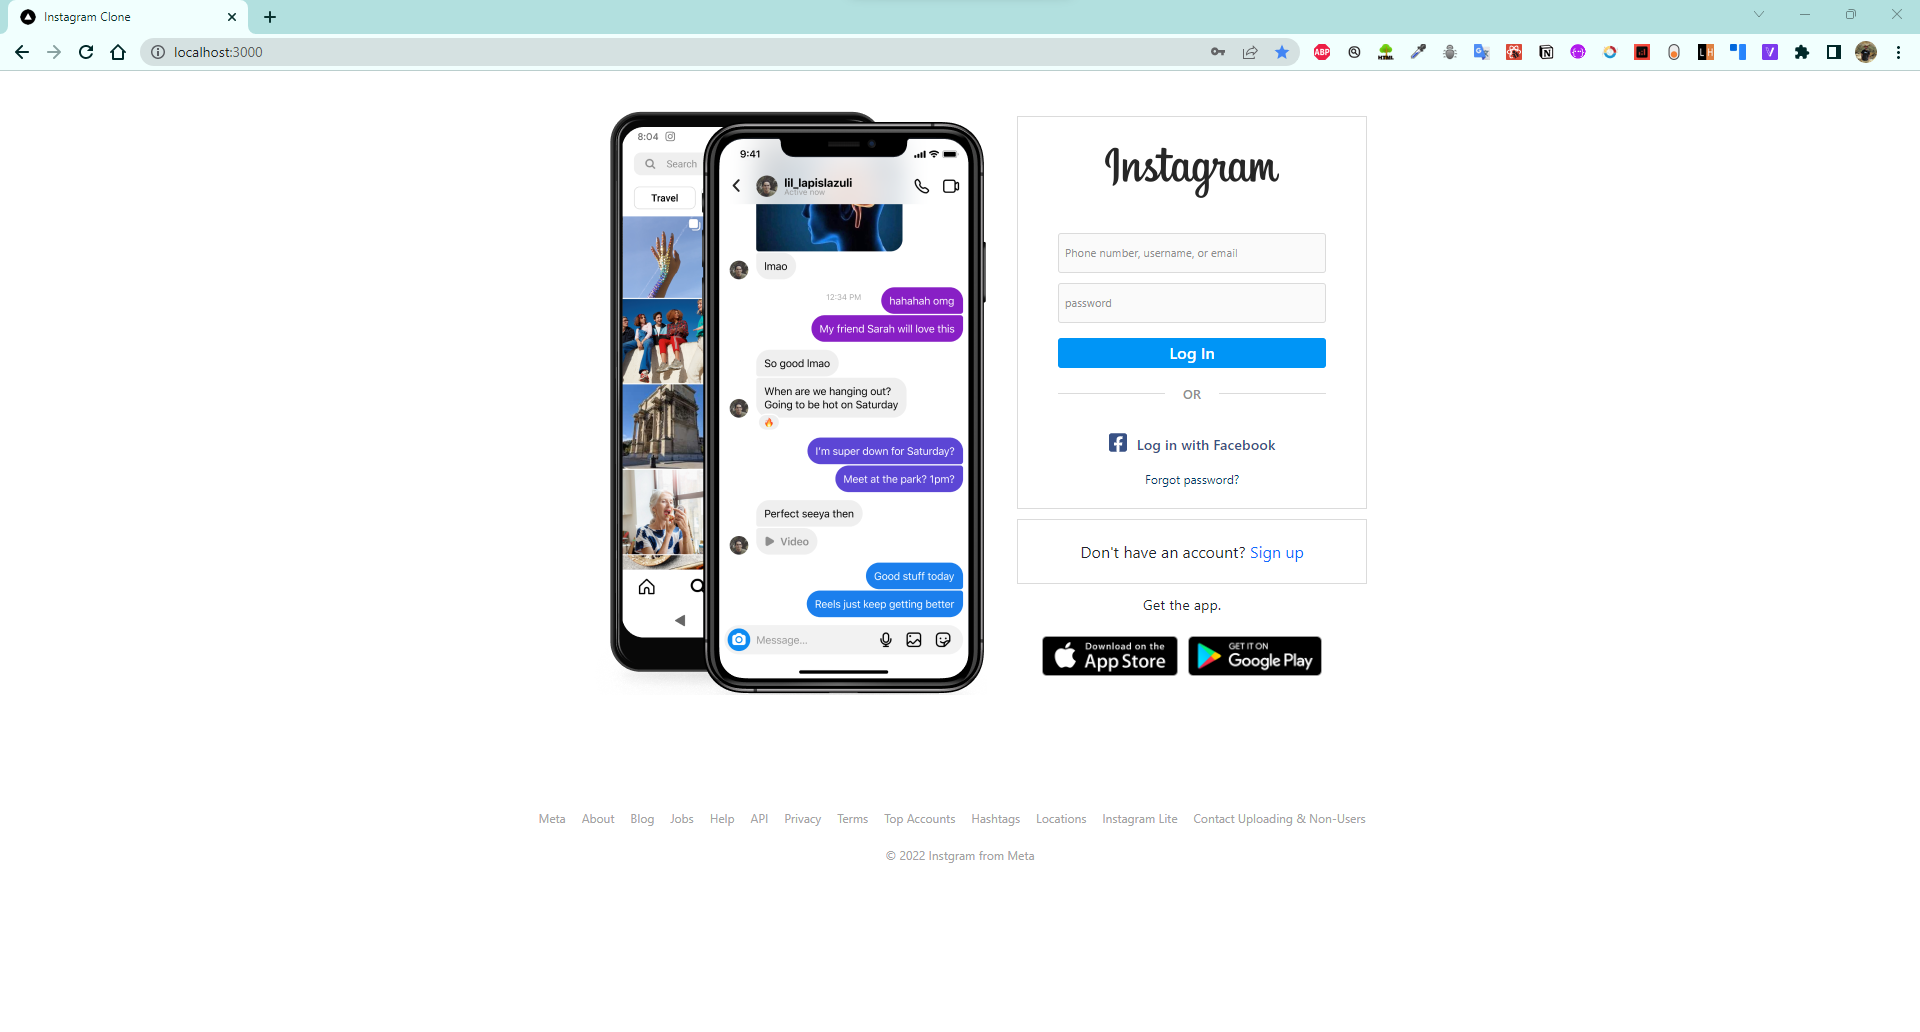 Instagram Clone
localhost:3000
ABP
HTML
LH
8:04
Search
Travel
9:41
lil_lapislazuli
Active now
lmao
12:34 PM
hahahah omg
My friend Sarah will love this
So good lmao
When are we hanging out?
Going to be hot on Saturday
I'm super down for Saturday?
Meet at the park? 1pm?
Perfect seeya then
Video
Good stuff today
Reels just keep getting better
Message...
Instagram
Phone number, username, or email
password
Log In
OR
Log in with Facebook
Forgot password?
Don't have an account? Sign up
Get the app.
Download on the
App Store
GET IT ON
Google Play
Meta About Blog Jobs Help API Privacy Terms Top Accounts Hashtags Locations Instagram Lite Contact Uploading & Non-Users
© 2022 Instgram from Meta